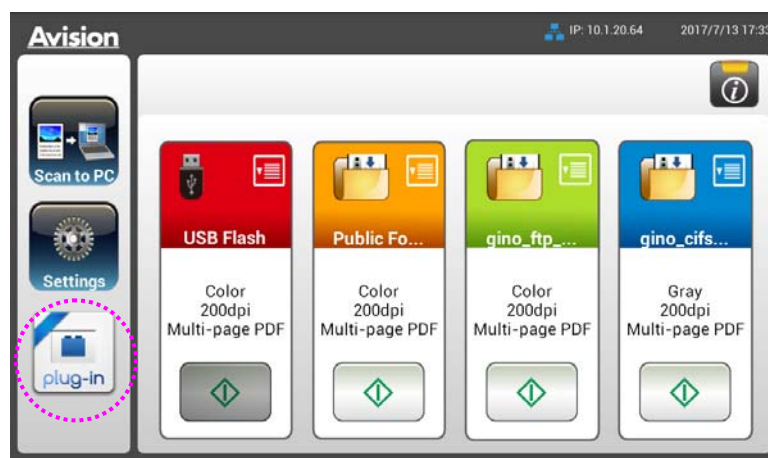 Avision
IP: 10.1.20.64 2017/7/13 17:33
Scan to PC
Settings
plug-in
USB Flash
Color
200dpi
Multi-page PDF
Public Fo...
Color
200dpi
Multi-page PDF
gino_ftp_...
Color
200dpi
Multi-page PDF
gino_cifs...
Gray
200dpi
Multi-page PDF